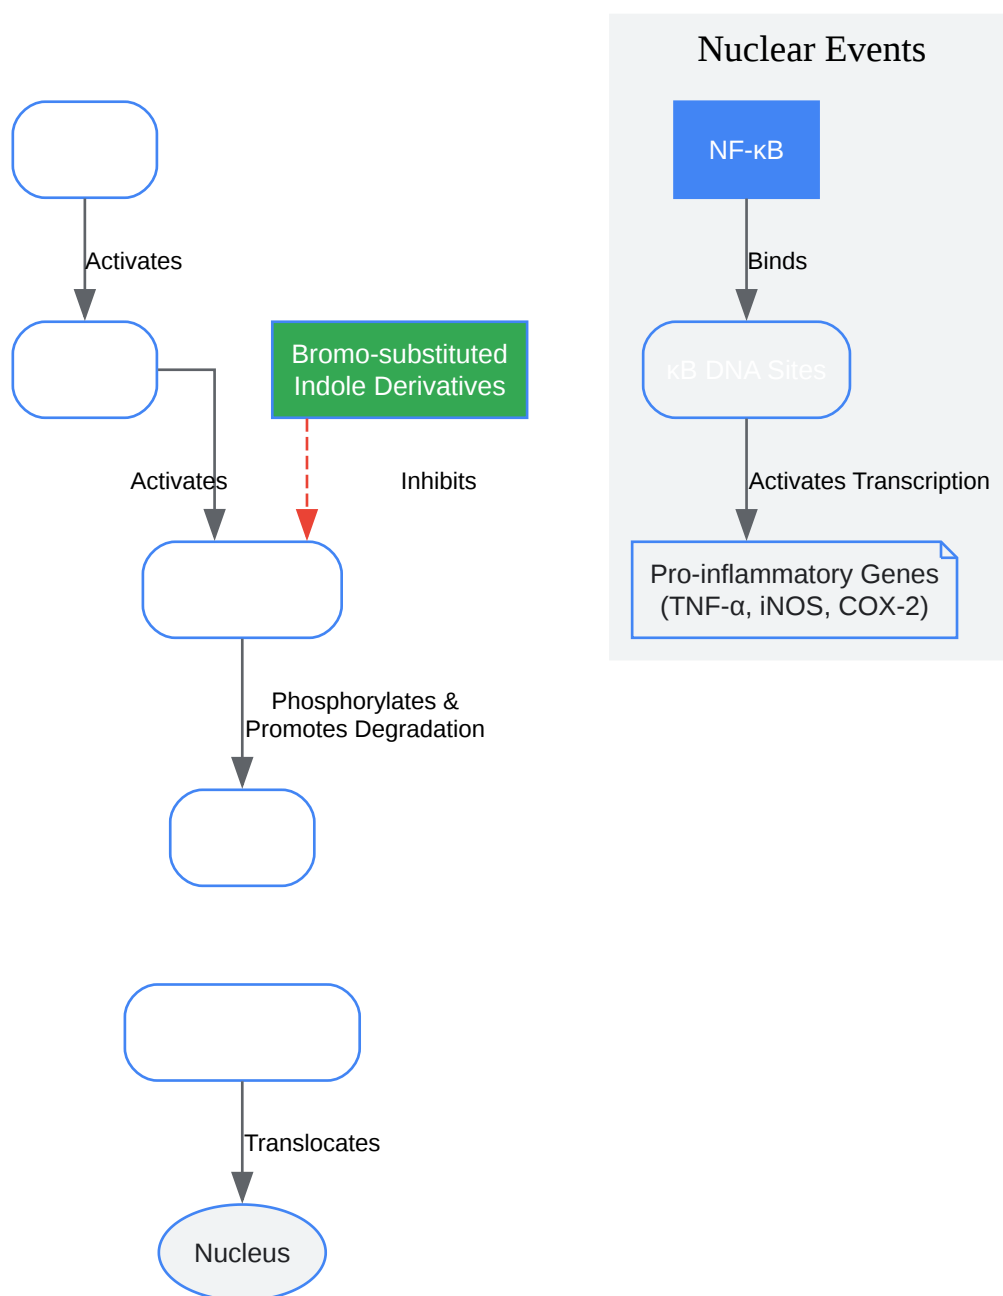 Nuclear Events
NF-κB
Activates
Binds
Bromo-substituted
Indole Derivatives
κB DNA Sites
Activates
Inhibits
Activates Transcription
Pro-inflammatory Genes
(TNF-α, iNOS, COX-2)
Phosphorylates &
Promotes Degradation
Translocates
Nucleus